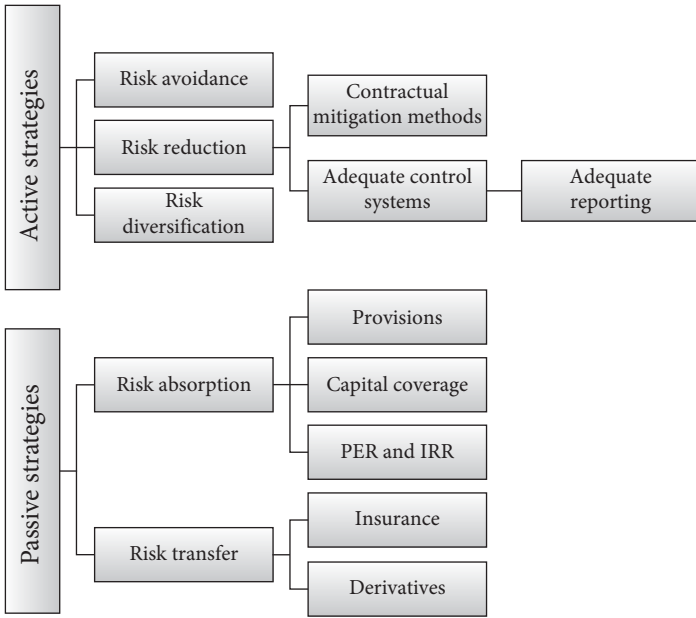 Active strategies
Risk avoidance
Risk reduction
Risk
diversification
Contractual
mitigation methods
Adequate control
systems
Adequate
reporting
Passive strategies
Risk absorption
Provisions
Capital coverage
PER and IRR
Risk transfer
Insurance
Derivatives